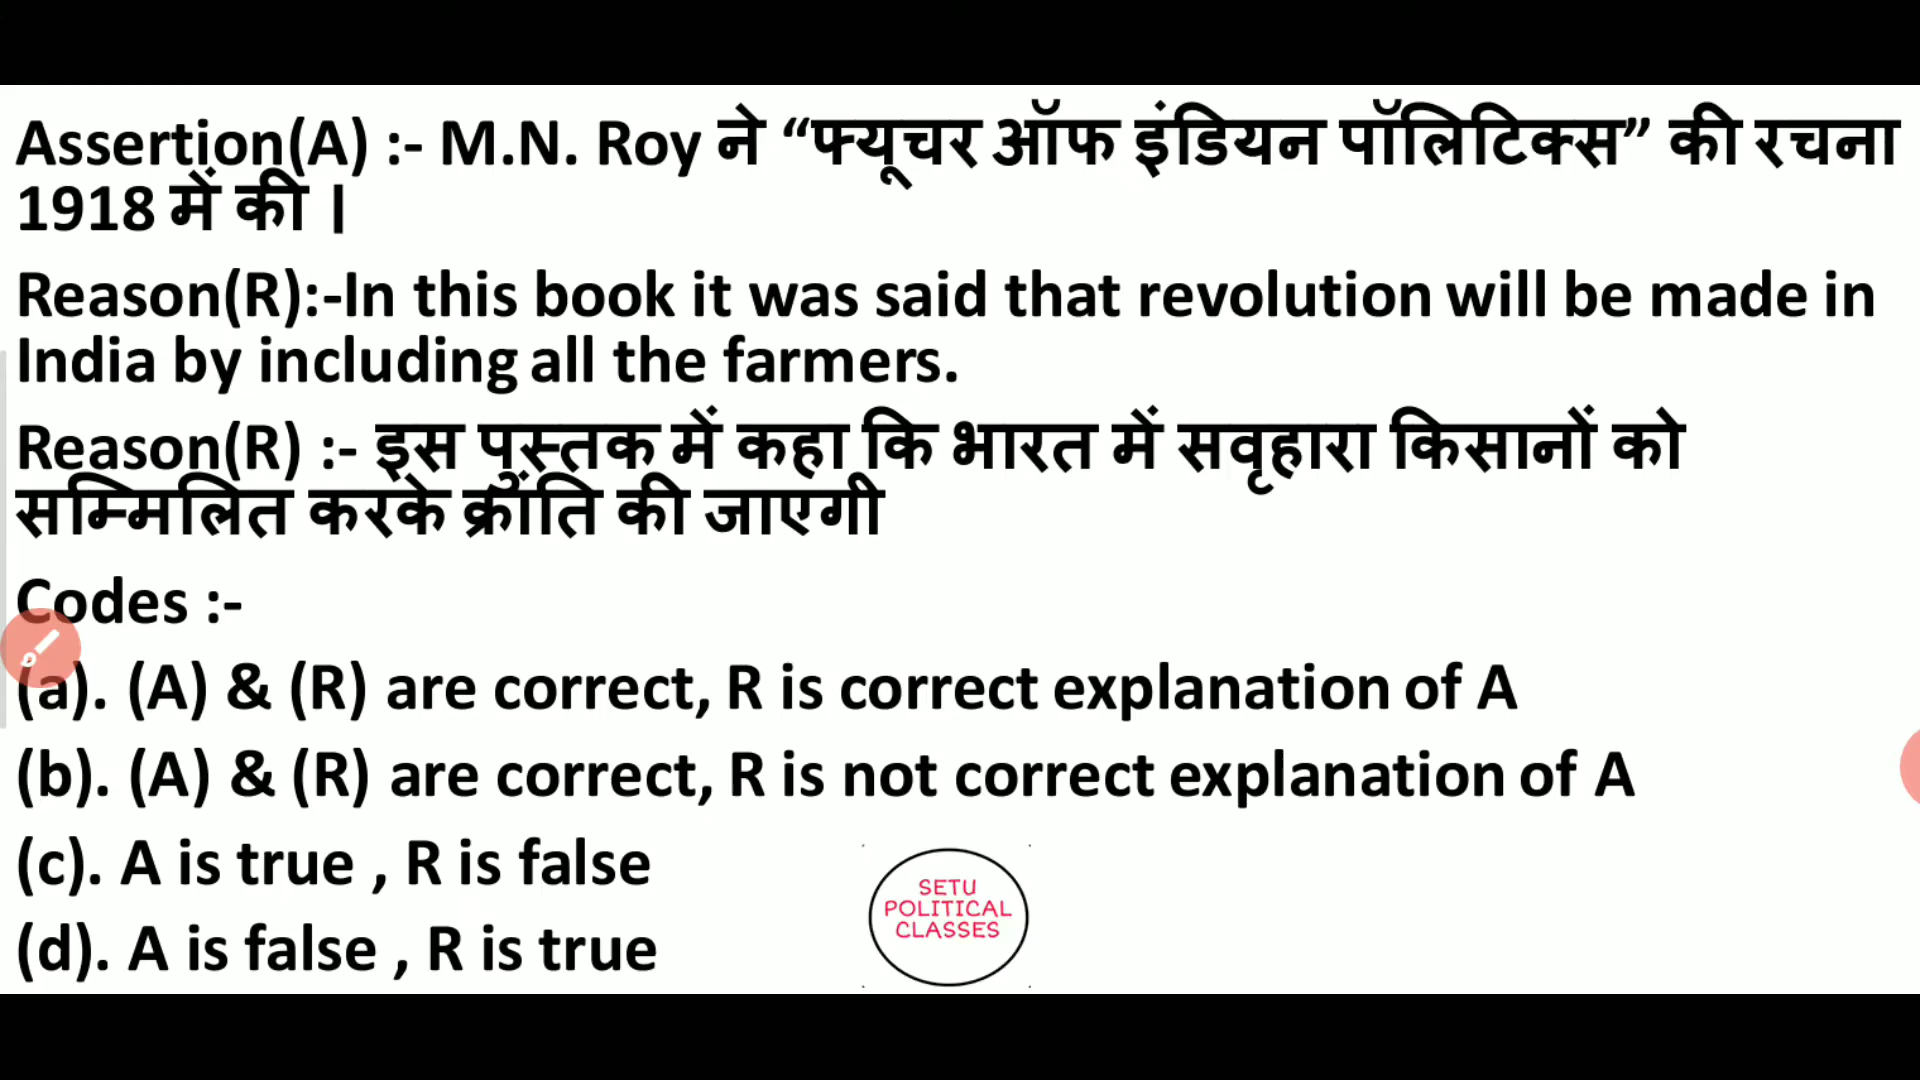 Assertion(A) :- M.N. Roy ने “फ्यूचर ऑफ इंडियन पॉलिटिक्स” की रचना
1918 में की |
Reason(R):-In this book it was said that revolution will be made in
India by including all the farmers.
Reason(R) :- इस पुस्तक में कहा कि भारत में सवृहारा किसानों को
सम्मिलित करके क्रांति की जाएगी
Codes :-
(a). (A) & (R) are correct, R is correct explanation of A
(b). (A) & (R) are correct, R is not correct explanation of A
(c). A is true , R is false
(d). A is false , R is true
SETU
POLITICAL
CLASSES